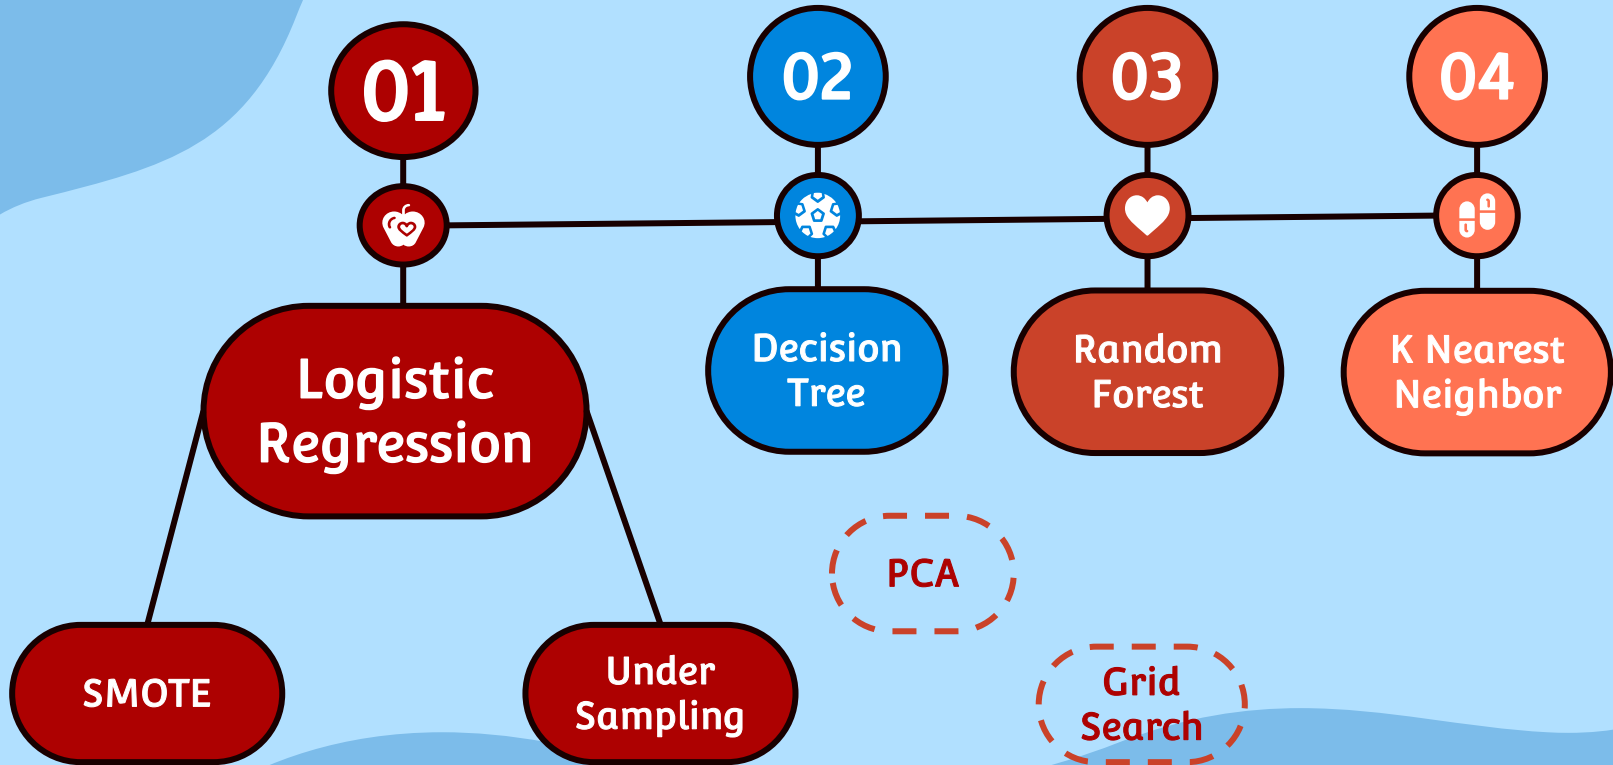 01
02
03
04
Logistic
Regression
Decision
Tree
Random
Forest
K Nearest
Neighbor
PCA
SMOTE
Under
Sampling
Grid
Search